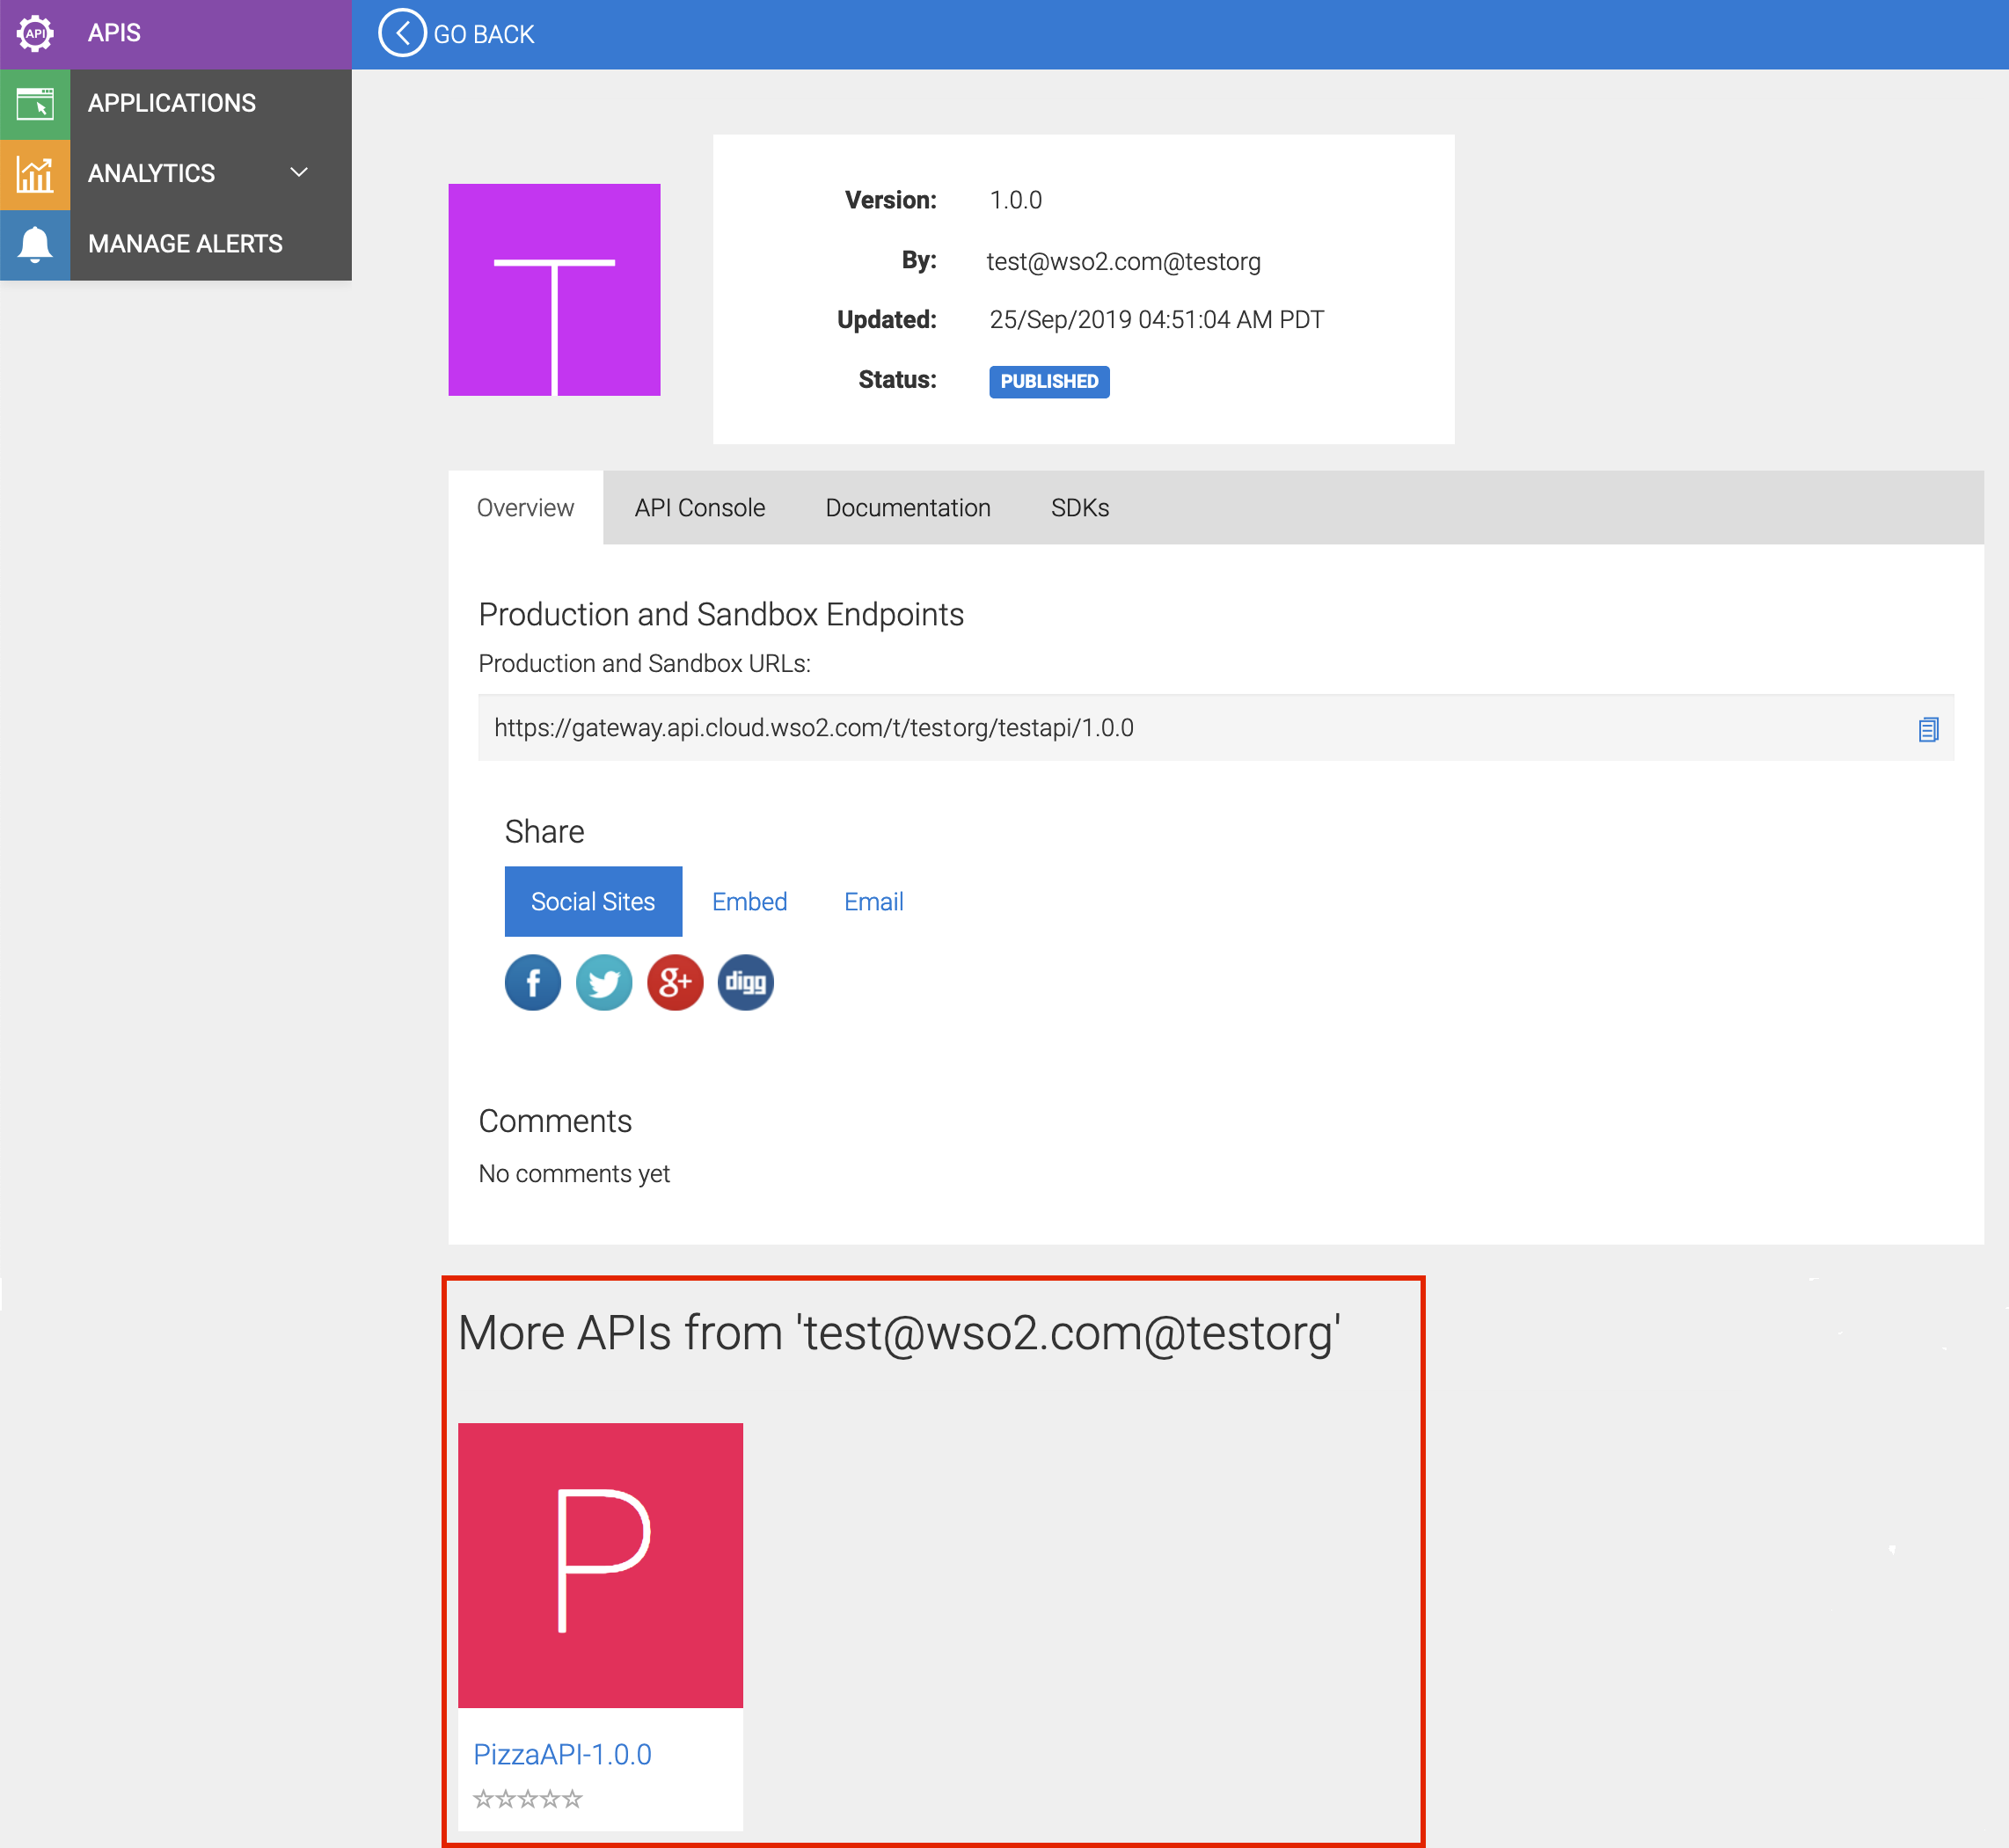 API
APIS
GO BACK
APPLICATIONS
ANALYTICS
MANAGE ALERTS
T
Version: 1.0.0
By: test@wso2.com@testorg
Updated: 25/Sep/2019 04:51:04 AM PDT
Status: PUBLISHED
Overview API Console Documentation SDKs
Production and Sandbox Endpoints
Production and Sandbox URLs:
https://gateway.api.cloud.wso2.com/t/testorg/testapi/1.0.0
Share
Social Sites Embed Email
f g+ digg
Comments
No comments yet
More APIs from 'test@wso2.com@testorg'
P
PizzaAPI-1.0.0